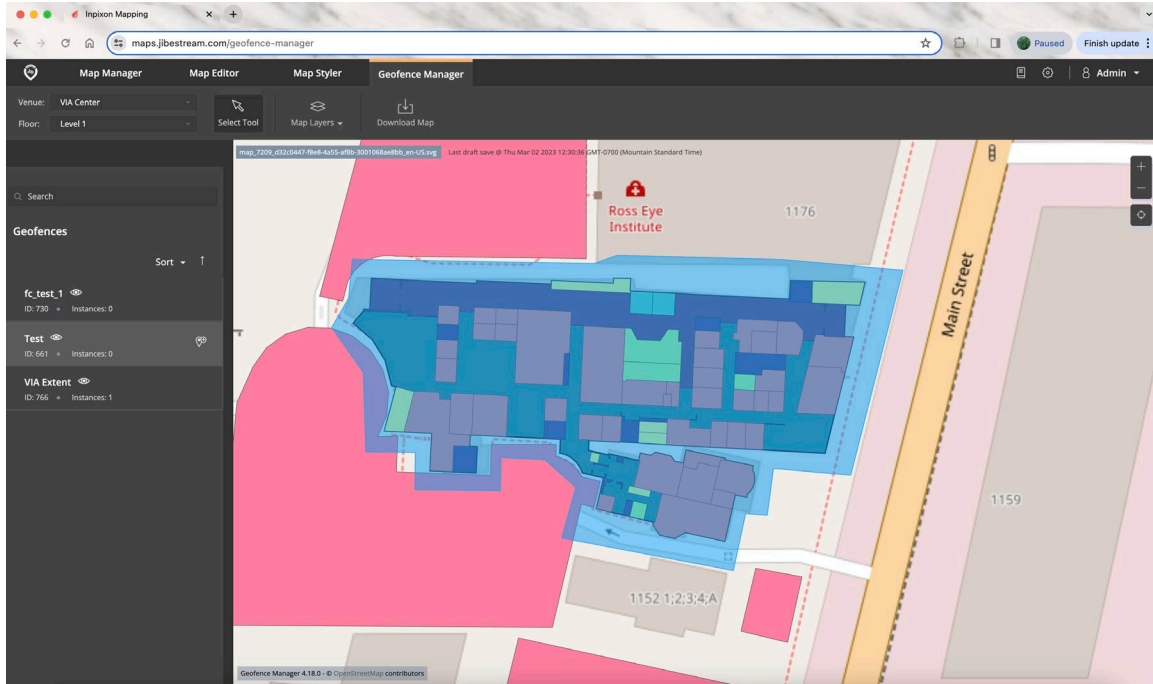 Inpixon Mapping
maps.jibestream.com/geofence-manager
Paused
Finish update
Map Manager
Map Editor
Map Styler
Geofence Manager
Admin
Venue: VIA Center
Floor: Level 1
Select Tool
Map Layers
Download Map
map_7209_d32c0447-f8e8-4a55-af8b-3001068ae8bb_en-US.svg
Last draft save @ Thu Mar 02 2023 12:30:36 GMT-0700 (Mountain Standard Time)
Search
Geofences
Sort
fc_test_1
ID: 730 • Instances: 0
Test
ID: 661 • Instances: 0
VIA Extent
ID: 766 • Instances: 1
Ross Eye
Institute
1176
Main Street
1159
1152 1;2;3;4;A
Geofence Manager 4.18.0 - © OpenStreetMap contributors